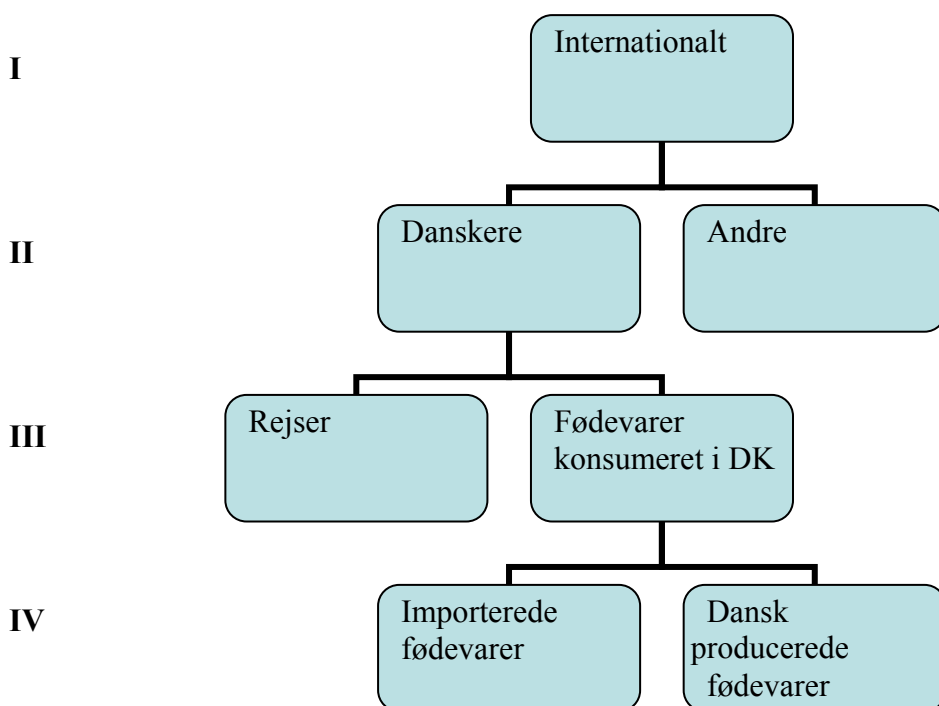 I
Internationalt
II
Danskere
Andre
III
Rejser
Fødevarer
konsumeret i DK
IV
Importerede
fødevarer
Dansk
producerede
fødevarer